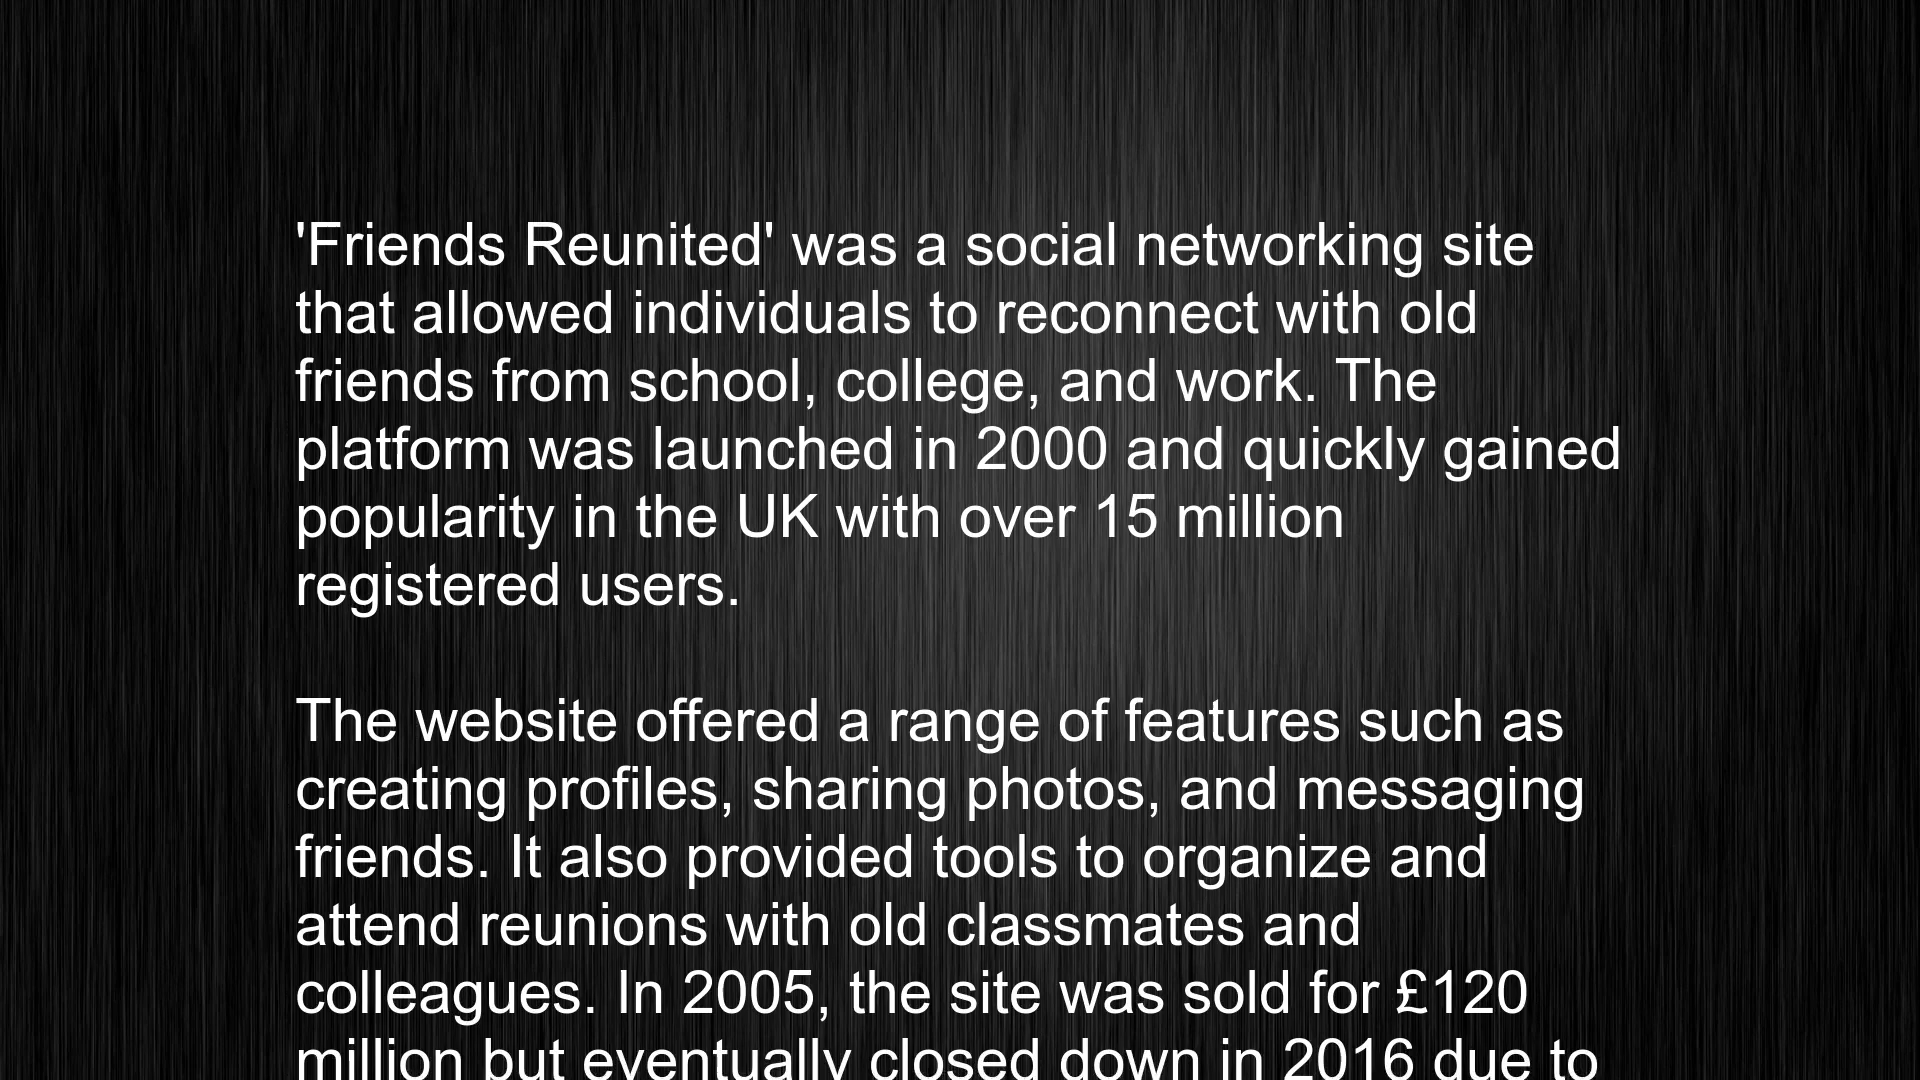 'Friends Reunited' was a social networking site
that allowed individuals to reconnect with old
friends from school, college, and work. The
platform was launched in 2000 and quickly gained
popularity in the UK with over 15 million
registered users.
The website offered a range of features such as
creating profiles, sharing photos, and messaging
friends. It also provided tools to organize and
attend reunions with old classmates and
colleagues. In 2005, the site was sold for £120
million but eventually closed down in 2016 due to